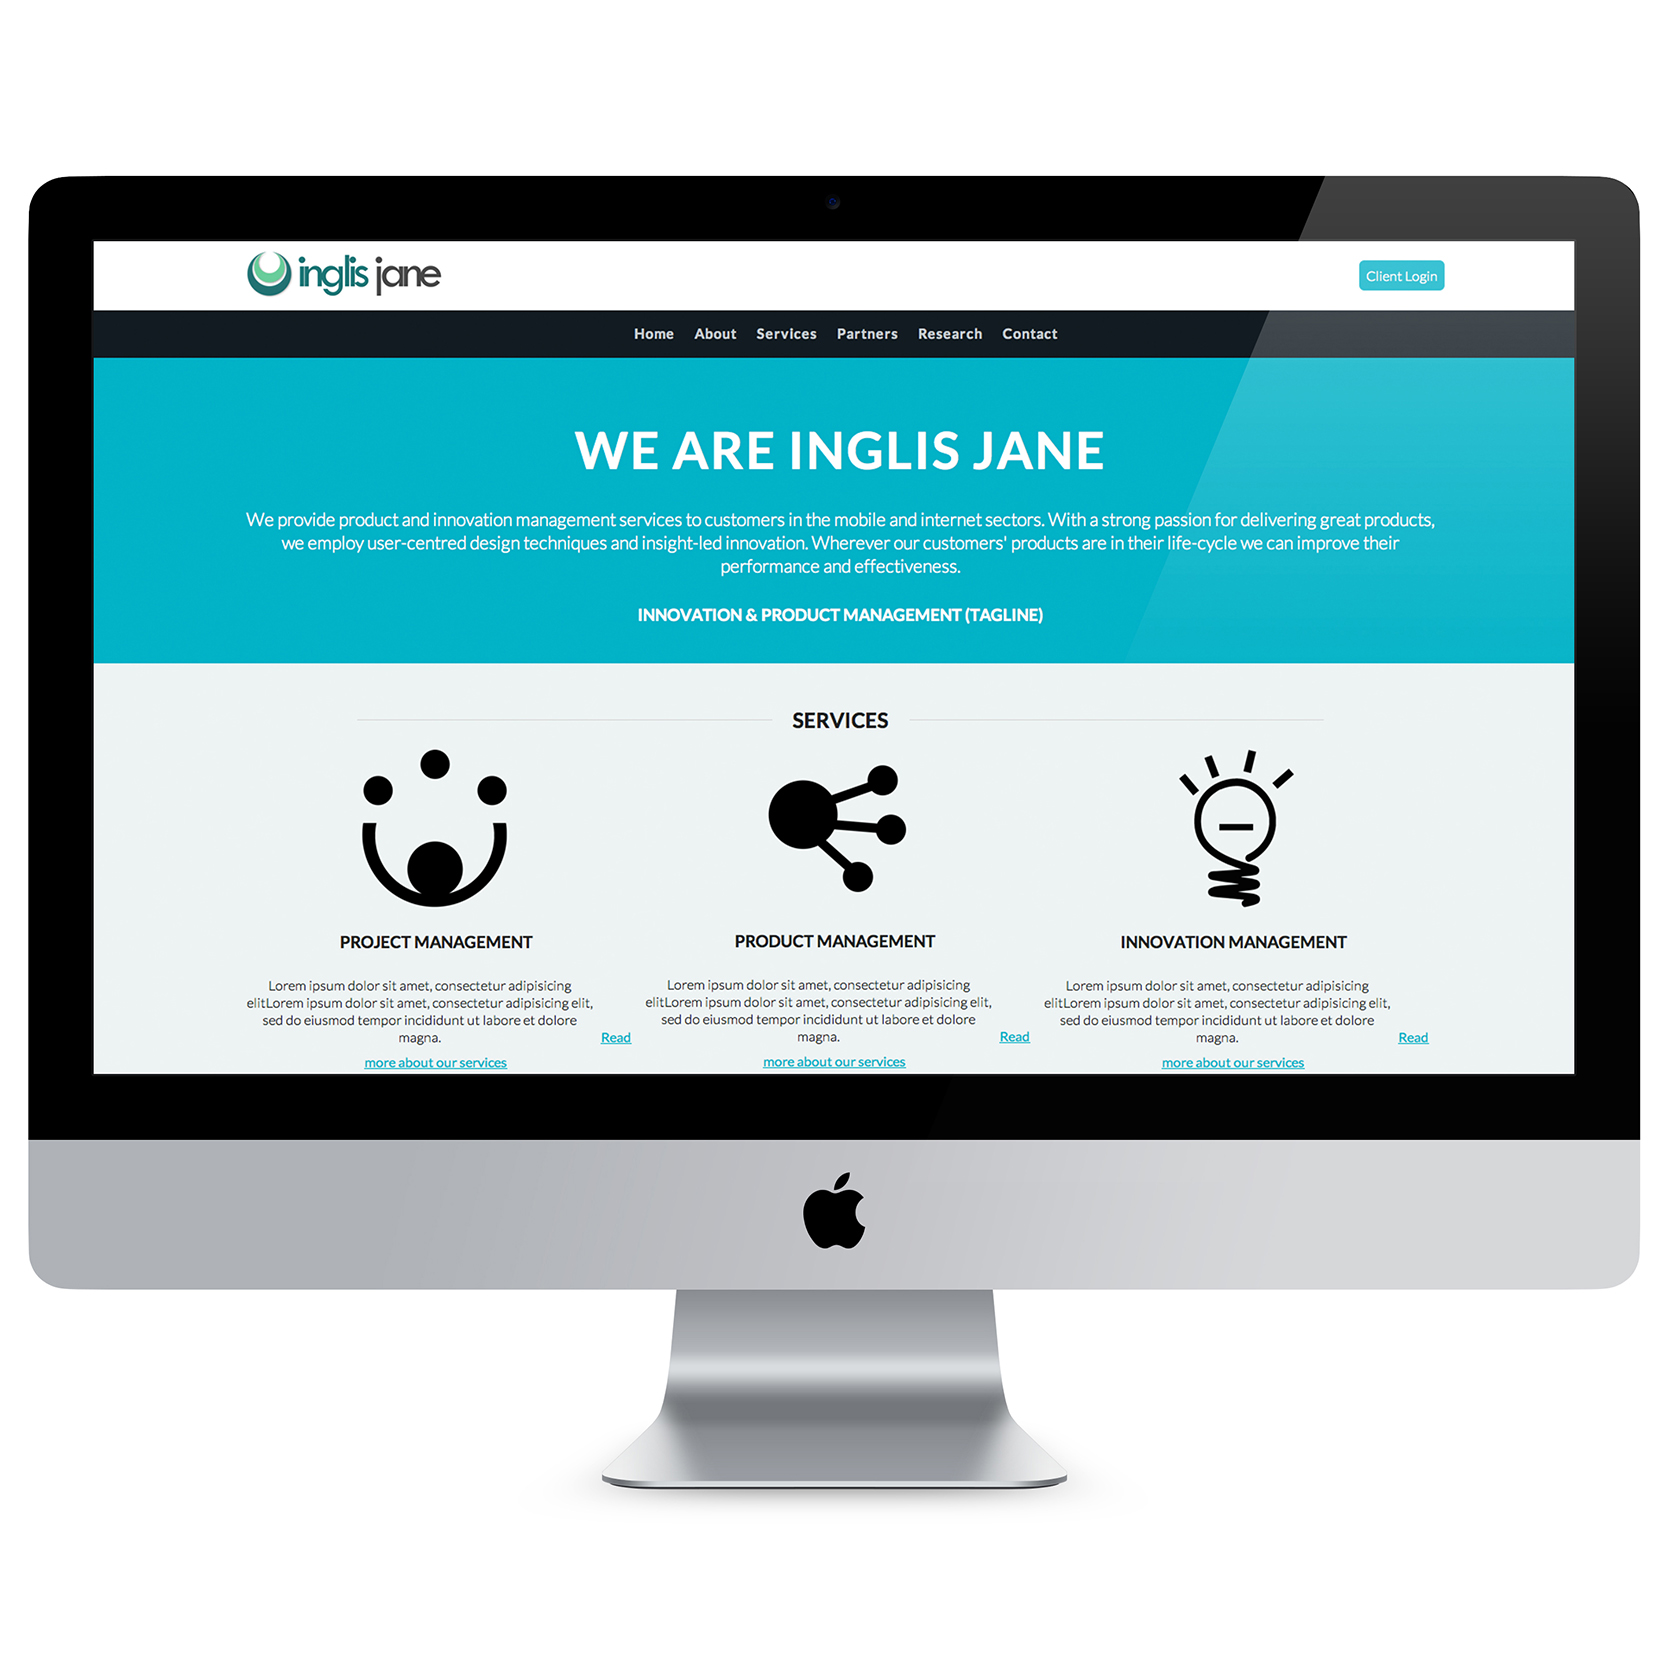 inglis jane
Client Login
Home About Services Partners Research Contact
WE ARE INGLIS JANE
We provide product and innovation management services to customers in the mobile and internet sectors. With a strong passion for delivering great products,
we employ user-centred design techniques and insight-led innovation. Wherever our customers' products are in their life-cycle we can improve their
performance and effectiveness.
INNOVATION & PRODUCT MANAGEMENT (TAGLINE)
SERVICES
PROJECT MANAGEMENT
Lorem ipsum dolor sit amet, consectetur adipisicing
elitLorem ipsum dolor sit amet, consectetur adipisicing elit,
sed do eiusmod tempor incididunt ut labore et dolore
magna. Read
more about our services
PRODUCT MANAGEMENT
Lorem ipsum dolor sit amet, consectetur adipisicing
elitLorem ipsum dolor sit amet, consectetur adipisicing elit,
sed do eiusmod tempor incididunt ut labore et dolore
magna. Read
more about our services
INNOVATION MANAGEMENT
Lorem ipsum dolor sit amet, consectetur adipisicing
elitLorem ipsum dolor sit amet, consectetur adipisicing elit,
sed do eiusmod tempor incididunt ut labore et dolore
magna. Read
more about our services